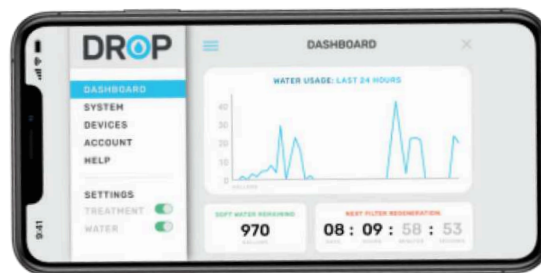 DROP
DASHBOARD
SYSTEM
DEVICES
ACCOUNT
HELP
SETTINGS
TREATMENT
WATER
9:41
DASHBOARD
WATER USAGE: LAST 24 HOURS
40
30
20
10
0
GALLONS
SOFT WATER REMAINING
970
GALLONS
NEXT FILTER REGENERATION
08 : 09 : 58 : 53
DAYS HOURS MINUTES SECONDS